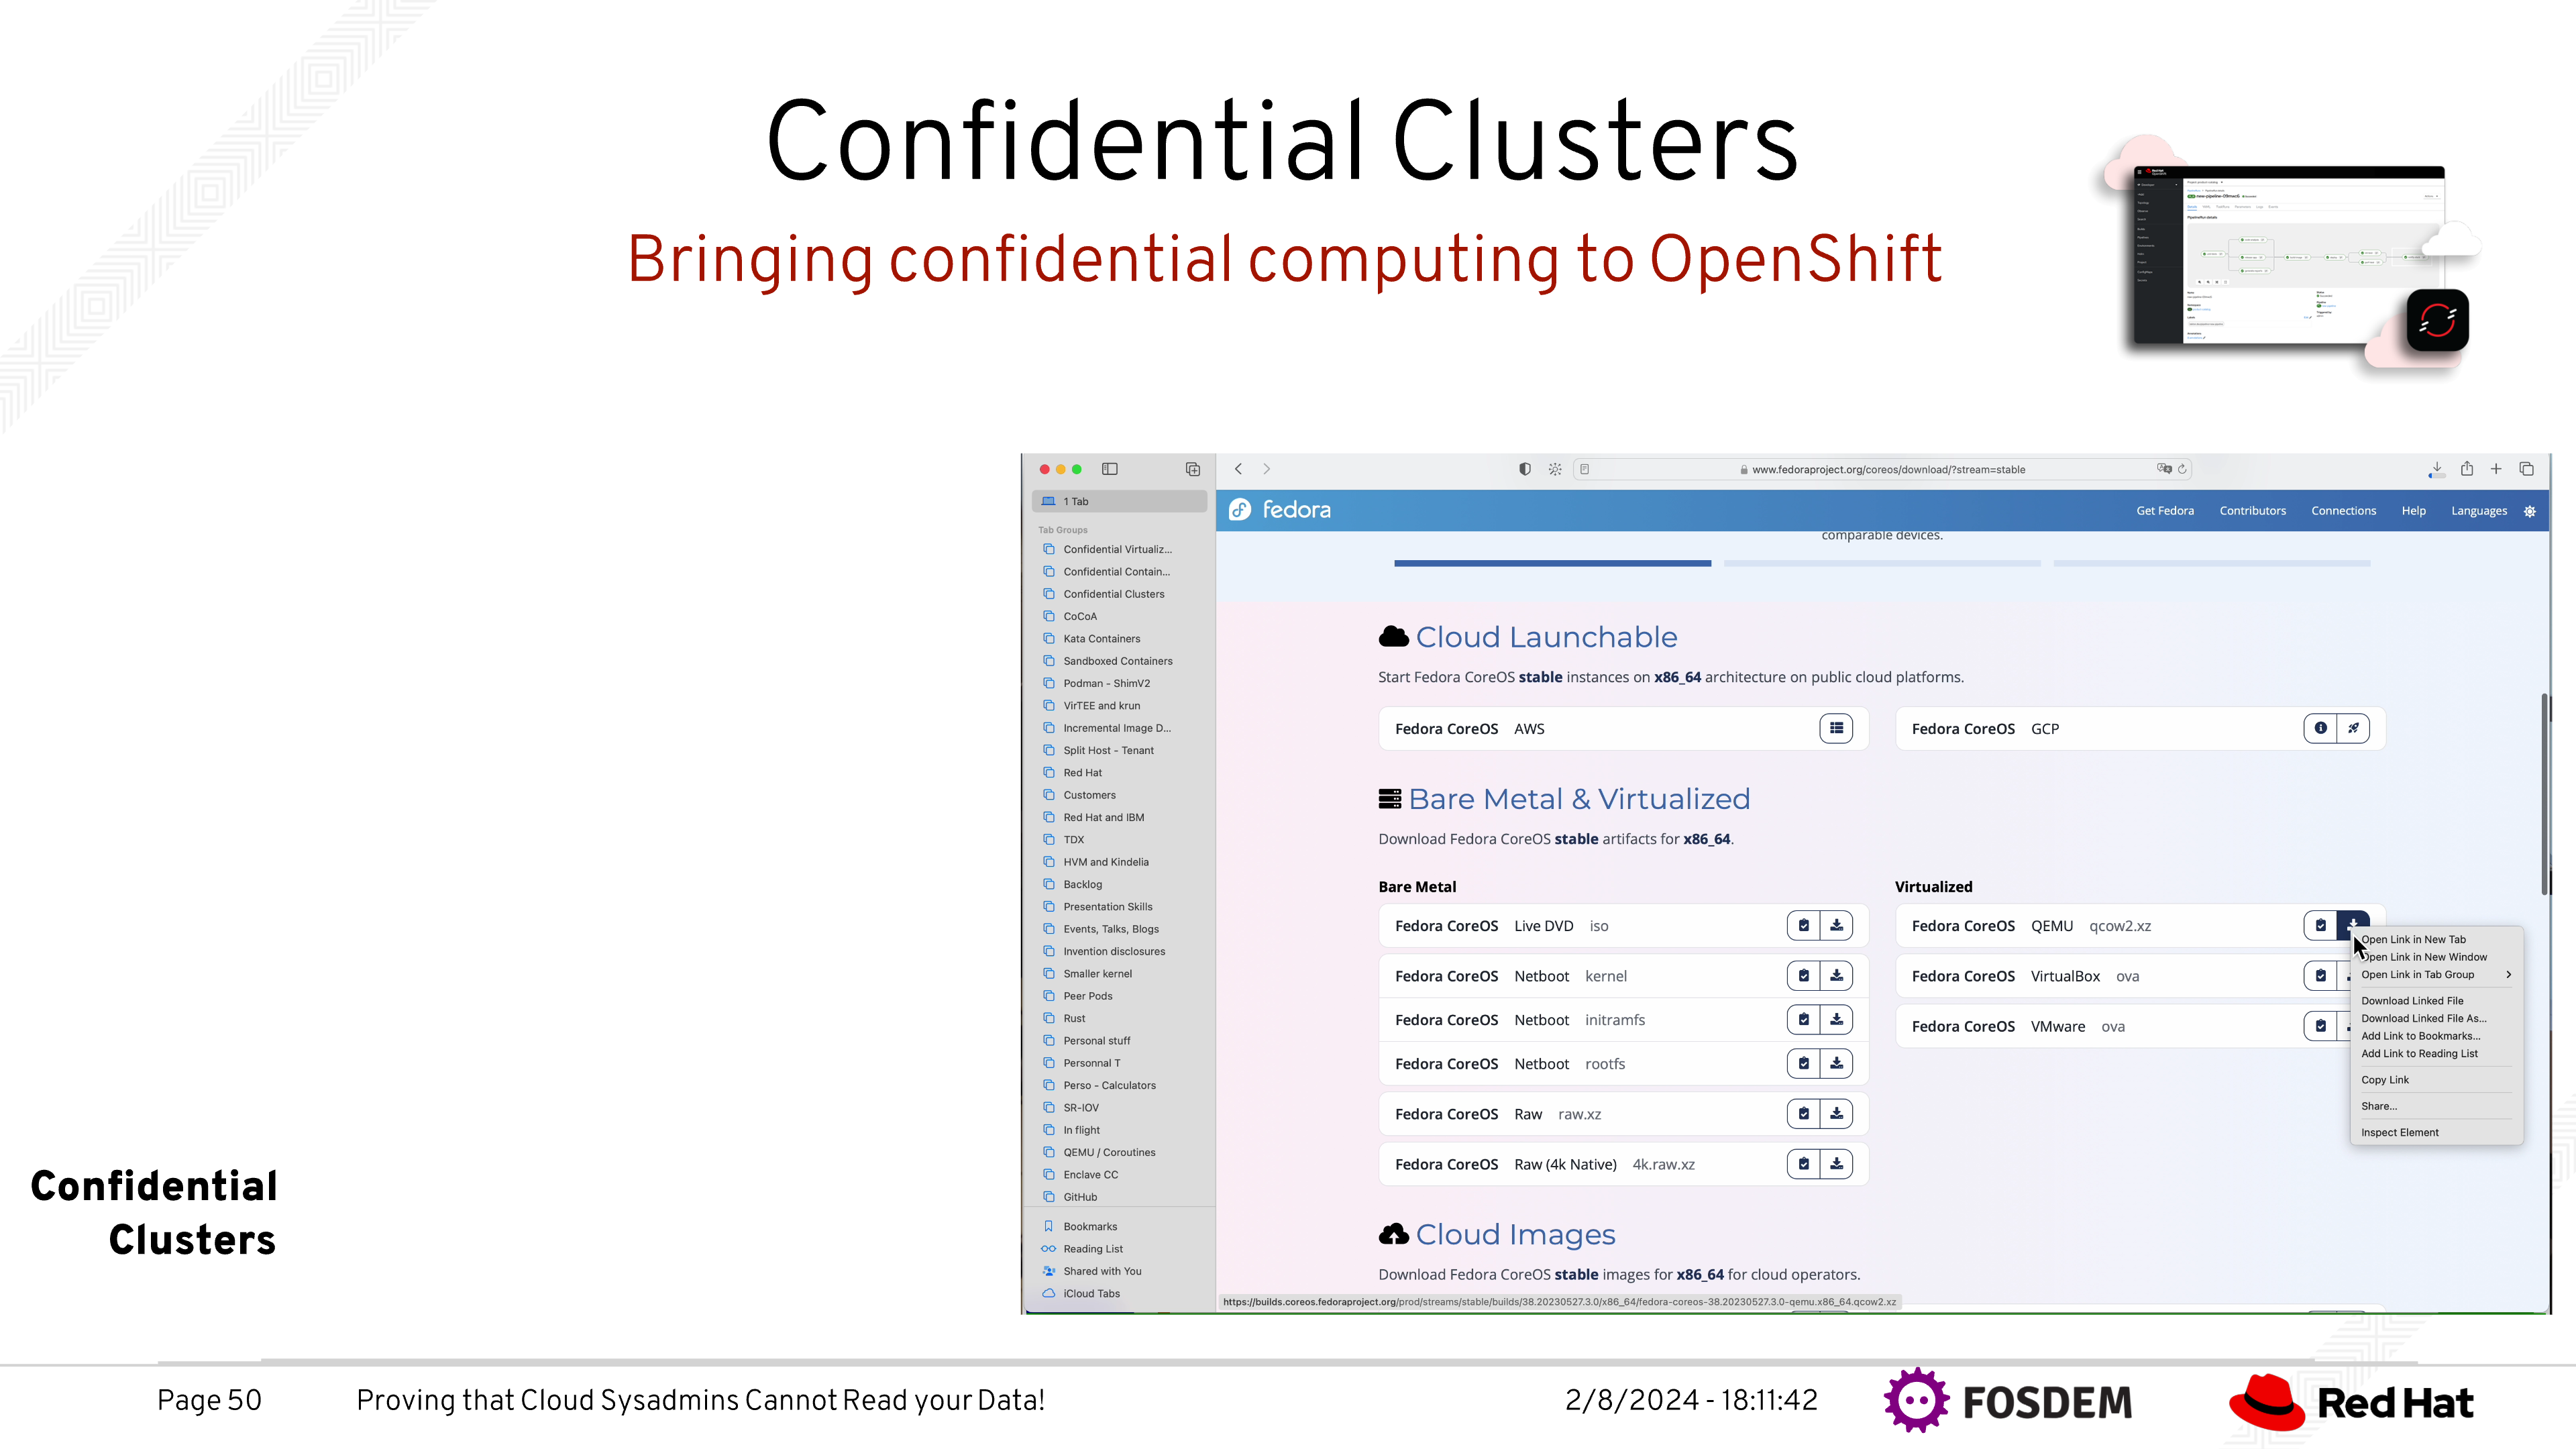 Confidential Clusters
Bringing confidential computing to OpenShift
www.fedoraproject.org/coreos/download/?stream=stable
1 Tab
Tab Groups
Confidential Virtualiz...
Confidential Contain...
Confidential Clusters
CoCoA
Kata Containers
Sandboxed Containers
Podman - ShimV2
VirTEE and krun
Incremental Image D...
Split Host - Tenant
Red Hat
Customers
Red Hat and IBM
TDX
HVM and Kindelia
Backlog
Presentation Skills
Events, Talks, Blogs
Invention disclosures
Smaller kernel
Peer Pods
Rust
Personal stuff
Personnal T
Perso - Calculators
SR-IOV
In flight
QEMU / Coroutines
Enclave CC
GitHub
Bookmarks
Reading List
Shared with You
iCloud Tabs
fedora
Get Fedora Contributors Connections Help Languages
comparable devices.
Cloud Launchable
Start Fedora CoreOS stable instances on x86_64 architecture on public cloud platforms.
Fedora CoreOS AWS
Fedora CoreOS GCP
Bare Metal & Virtualized
Download Fedora CoreOS stable artifacts for x86_64.
Bare Metal
Fedora CoreOS Live DVD iso
Fedora CoreOS Netboot kernel
Fedora CoreOS Netboot initramfs
Fedora CoreOS Netboot rootfs
Fedora CoreOS Raw raw.xz
Fedora CoreOS Raw (4k Native) 4k.raw.xz
Virtualized
Fedora CoreOS QEMU qcow2.xz
Fedora CoreOS VirtualBox ova
Fedora CoreOS VMware ova
Open Link in New Tab
Open Link in New Window
Open Link in Tab Group
Download Linked File
Download Linked File As...
Add Link to Bookmarks...
Add Link to Reading List
Copy Link
Share...
Inspect Element
Cloud Images
Download Fedora CoreOS stable images for x86_64 for cloud operators.
https://builds.coreos.fedoraproject.org/prod/streams/stable/builds/38.20230527.3.0/x86_64/fedora-coreos-38.20230527.3.0-qemu.x86_64.qcow2.xz
Confidential
Clusters
Page 50
Proving that Cloud Sysadmins Cannot Read your Data!
2/8/2024 - 18:11:42
FOSDEM
Red Hat